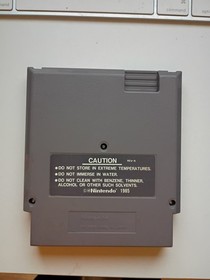 CAUTION
● DO NOT STORE IN EXTREME TEMPERATURES.
● DO NOT IMMERSE IN WATER.
● DO NOT CLEAN WITH BENZENE, THINNER,
ALCOHOL OR OTHER SUCH SOLVENTS.
Nintendo 1985